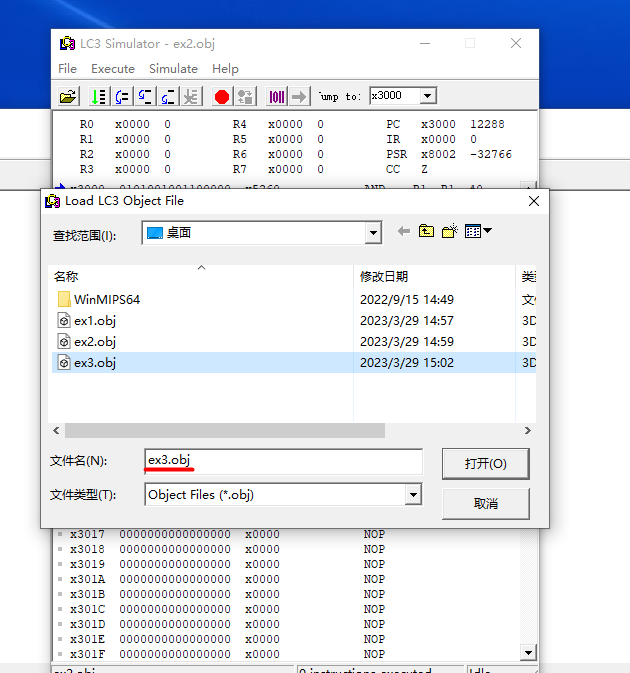 LC3 Simulator - ex2.obj
File Execute Simulate Help
Jump to: x3000
R0 x0000 0 R4 x0000 0 PC x3000 12288
R1 x0000 0 R5 x0000 0 IR x0000 0
R2 x0000 0 R6 x0000 0 PSR x8002 -32766
R3 x0000 0 R7 x0000 0 CC Z
Load LC3 Object File
查找范围(I): 桌面
名称 修改日期
WinMIPS64 2022/9/15 14:49
ex1.obj 2023/3/29 14:57 3D
ex2.obj 2023/3/29 14:59 3D
ex3.obj 2023/3/29 15:02 3D
文件名(N): ex3.obj 打开(O)
文件类型(T): Object Files (*.obj)
取消
x3017 0000000000000000 x0000 NOP
x3018 0000000000000000 x0000 NOP
x3019 0000000000000000 x0000 NOP
x301A 0000000000000000 x0000 NOP
x301B 0000000000000000 x0000 NOP
x301C 0000000000000000 x0000 NOP
x301D 0000000000000000 x0000 NOP
x301E 0000000000000000 x0000 NOP
x301F 0000000000000000 x0000 NOP
ex2.obj 0 instructions executed Idle